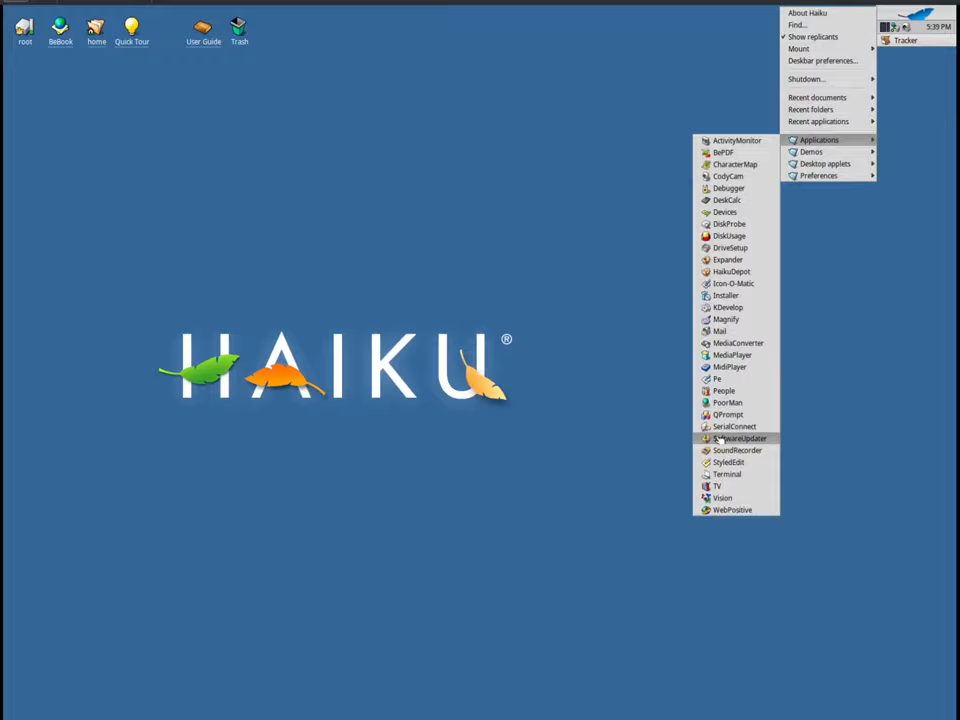 root
BeBook
home
Quick Tour
User Guide
Trash
HAIKU®
About Haiku
Find...
Show replicants
Mount
Deskbar preferences...
Shutdown...
Recent documents
Recent folders
Recent applications
Applications
Demos
Desktop applets
Preferences
5:39 PM
Tracker
ActivityMonitor
BePDF
CharacterMap
CodyCam
Debugger
DeskCalc
Devices
DiskProbe
DiskUsage
DriveSetup
Expander
HaikuDepot
Icon-O-Matic
Installer
KDevelop
Magnify
Mail
MediaConverter
MediaPlayer
MidiPlayer
Pe
People
PoorMan
QPrompt
SerialConnect
SoftwareUpdater
SoundRecorder
StyledEdit
Terminal
TV
Vision
WebPositive